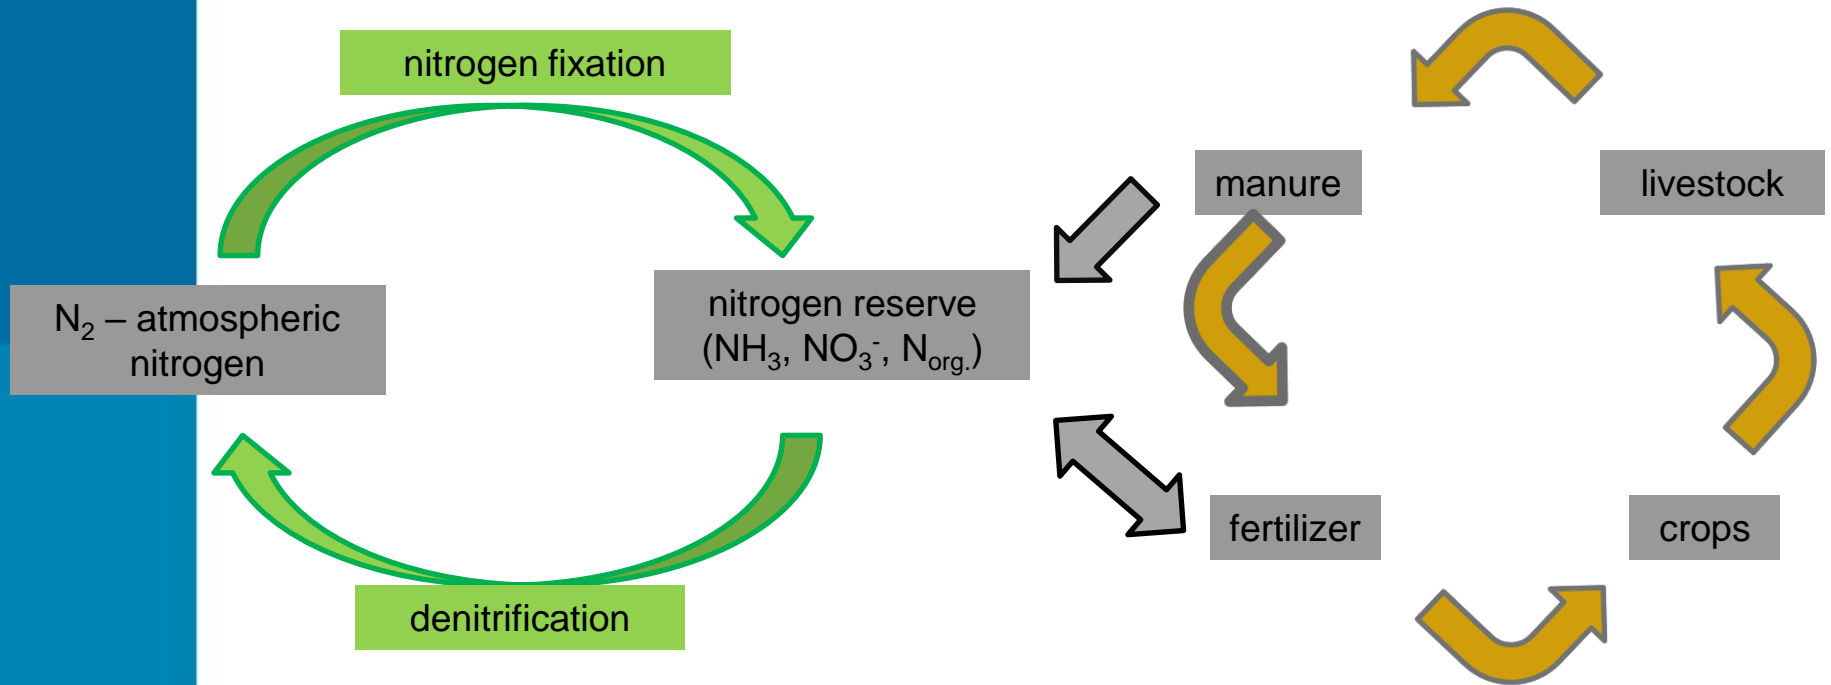 nitrogen fixation
manure
livestock
N₂ – atmospheric
nitrogen
nitrogen reserve
(NH₃, NO₃⁻, Nₒᵣg.)
fertilizer
crops
denitrification